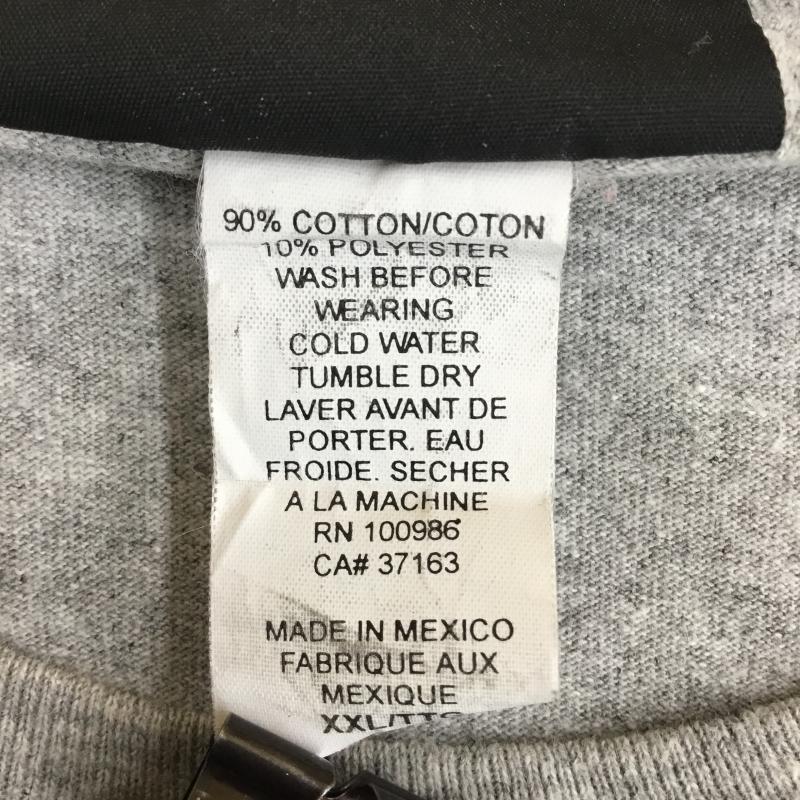 90% COTTON/COTON
10% POLYESTER
WASH BEFORE
WEARING
COLD WATER
TUMBLE DRY
LAVER AVANT DE
PORTER. EAU
FROIDE. SECHER
A LA MACHINE
RN 100986
CA# 37163
MADE IN MEXICO
FABRIQUE AUX
MEXIQUE